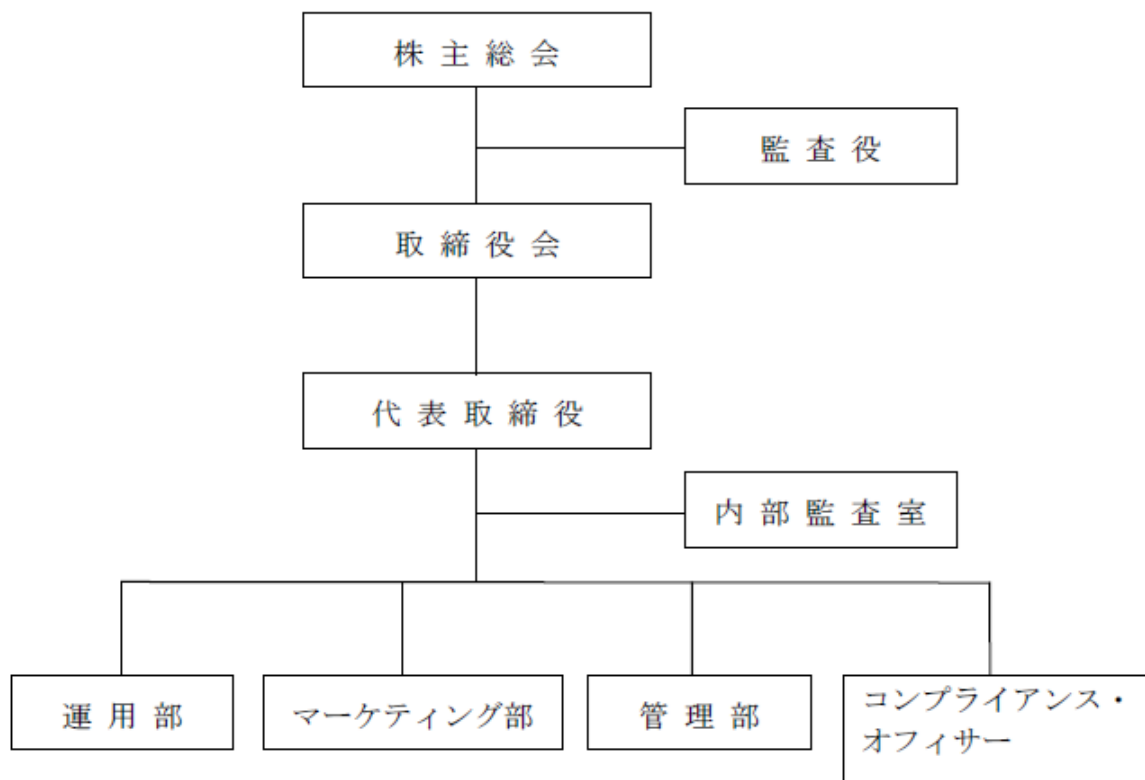 株主総会
監査役
取締役会
代表取締役
内部監査室
運用部
マーケティング部
管理部
コンプライアンス・
オフィサー